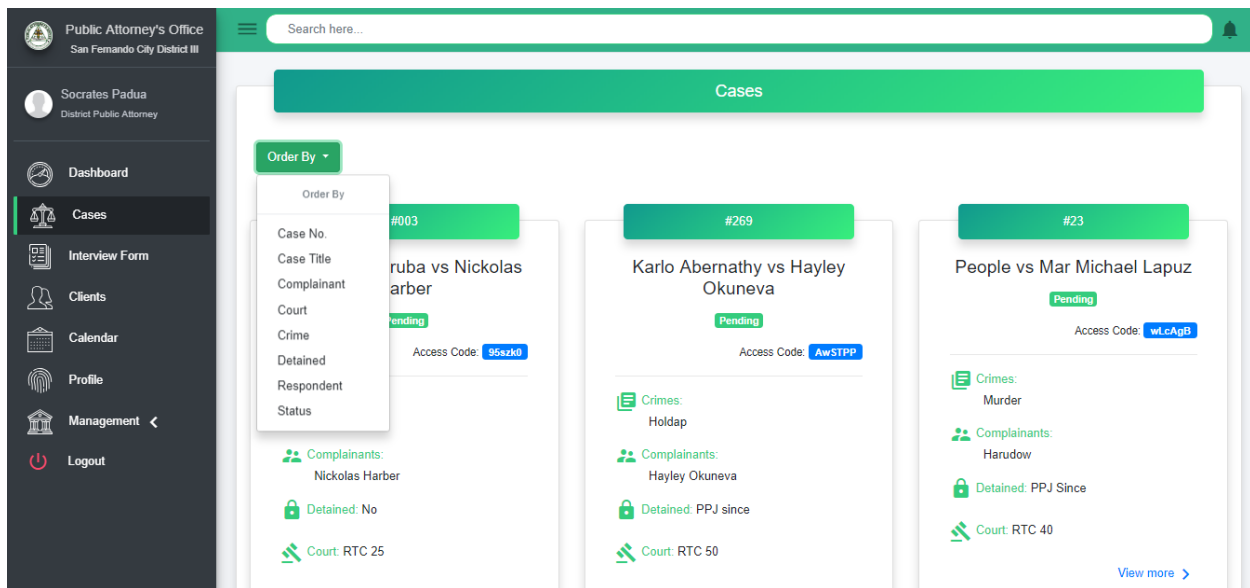 Public Attorney's Office
San Fernando City District III
Search here...
Socrates Padua
District Public Attorney
Dashboard
Cases
Interview Form
Clients
Calendar
Profile
Management
Logout
Cases
Order By
Order By
Case No.
Case Title
Complainant
Court
Crime
Detained
Respondent
Status
#003
vs Nickolas
Pending
Access Code: 95szk0
Complainants:
Nickolas Harber
Detained: No
Court: RTC 25
#269
Karlo Abernathy vs Hayley
Okuneva
Pending
Access Code: AwSTPP
Crimes:
Holdap
Complainants:
Hayley Okuneva
Detained: PPJ since
Court: RTC 50
#23
People vs Mar Michael Lapuz
Pending
Access Code: wLcAgB
Crimes:
Murder
Complainants:
Harudow
Detained: PPJ Since
Court: RTC 40
View more